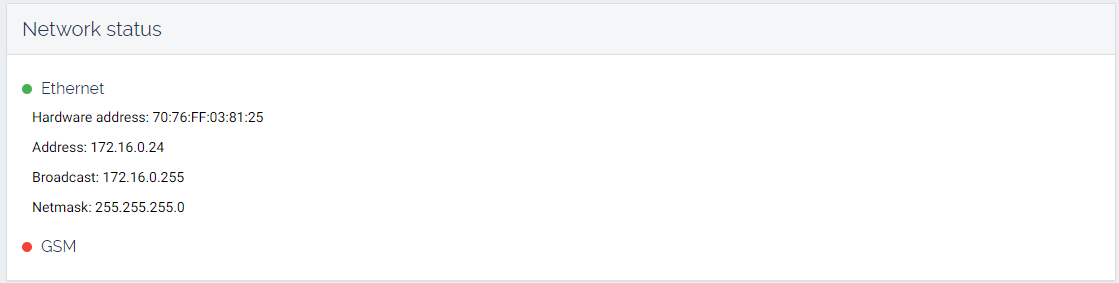 Network status
Ethernet
Hardware address: 70:76:FF:03:81:25
Address: 172.16.0.24
Broadcast: 172.16.0.255
Netmask: 255.255.255.0
GSM